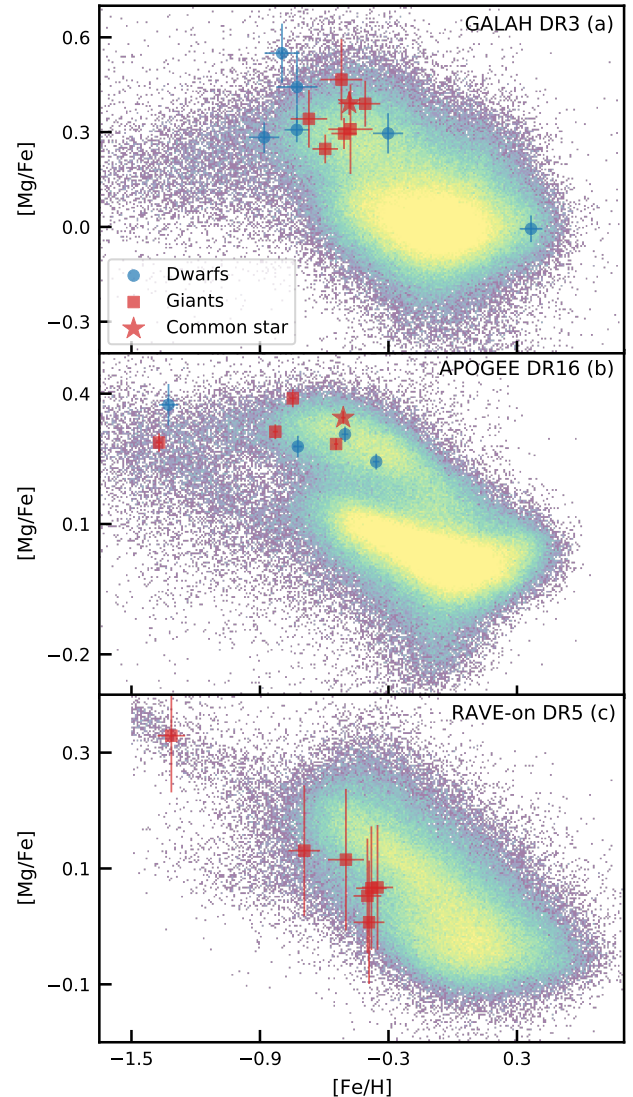 GALAH DR3 (a)
0.6
0.3
0.0
−0.3
[Mg/Fe]
Dwarfs
Giants
Common star
APOGEE DR16 (b)
0.4
0.1
−0.2
[Mg/Fe]
RAVE-on DR5 (c)
0.3
0.1
−0.1
[Mg/Fe]
−1.5 −0.9 −0.3 0.3
[Fe/H]